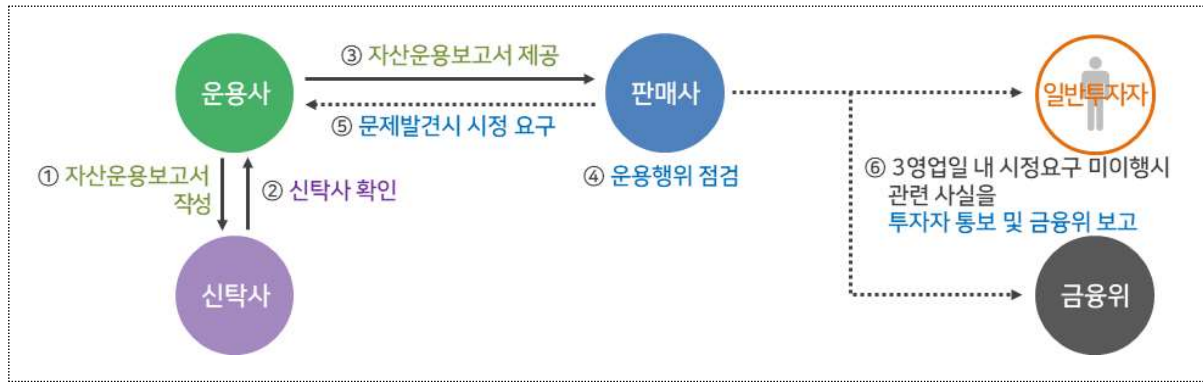 ③ 자산운용보고서 제공
운용사
판매사
일반투자자
⑤ 문제발견시 시정 요구
① 자산운용보고서
작성
② 신탁사 확인
④ 운용행위 점검
⑥ 3영업일 내 시정요구 미이행시
관련 사실을
투자자 통보 및 금융위 보고
신탁사
금융위